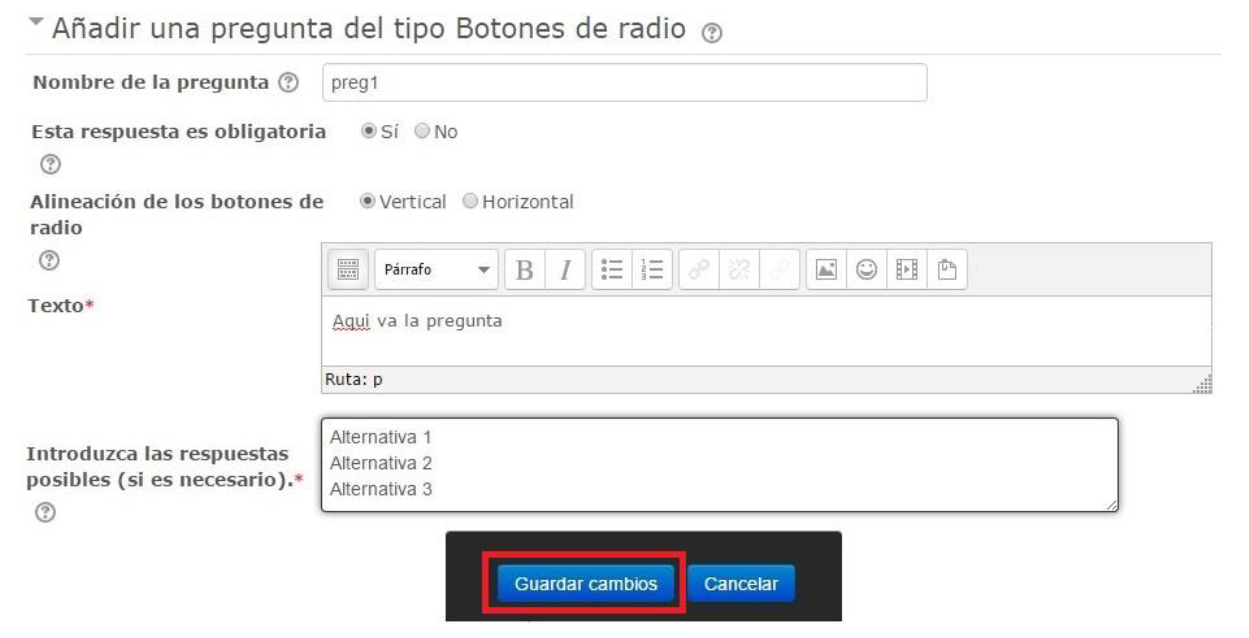 Añadir una pregunta del tipo Botones de radio
Nombre de la pregunta
preg1
Esta respuesta es obligatoria
Sí No
Alineación de los botones de
radio
Vertical Horizontal
Párrafo B I
Texto*
Aqui va la pregunta
Ruta: p
Introduzca las respuestas
posibles (si es necesario).*
Alternativa 1
Alternativa 2
Alternativa 3
Guardar cambios Cancelar